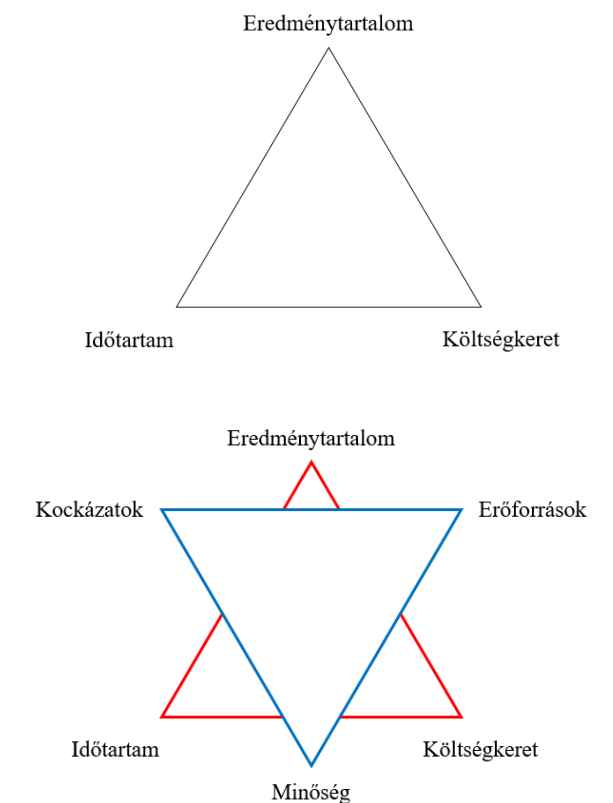 Eredménytartalom
Időtartam
Költségkeret
Eredménytartalom
Kockázatok
Erőforrások
Időtartam
Költségkeret
Minőség